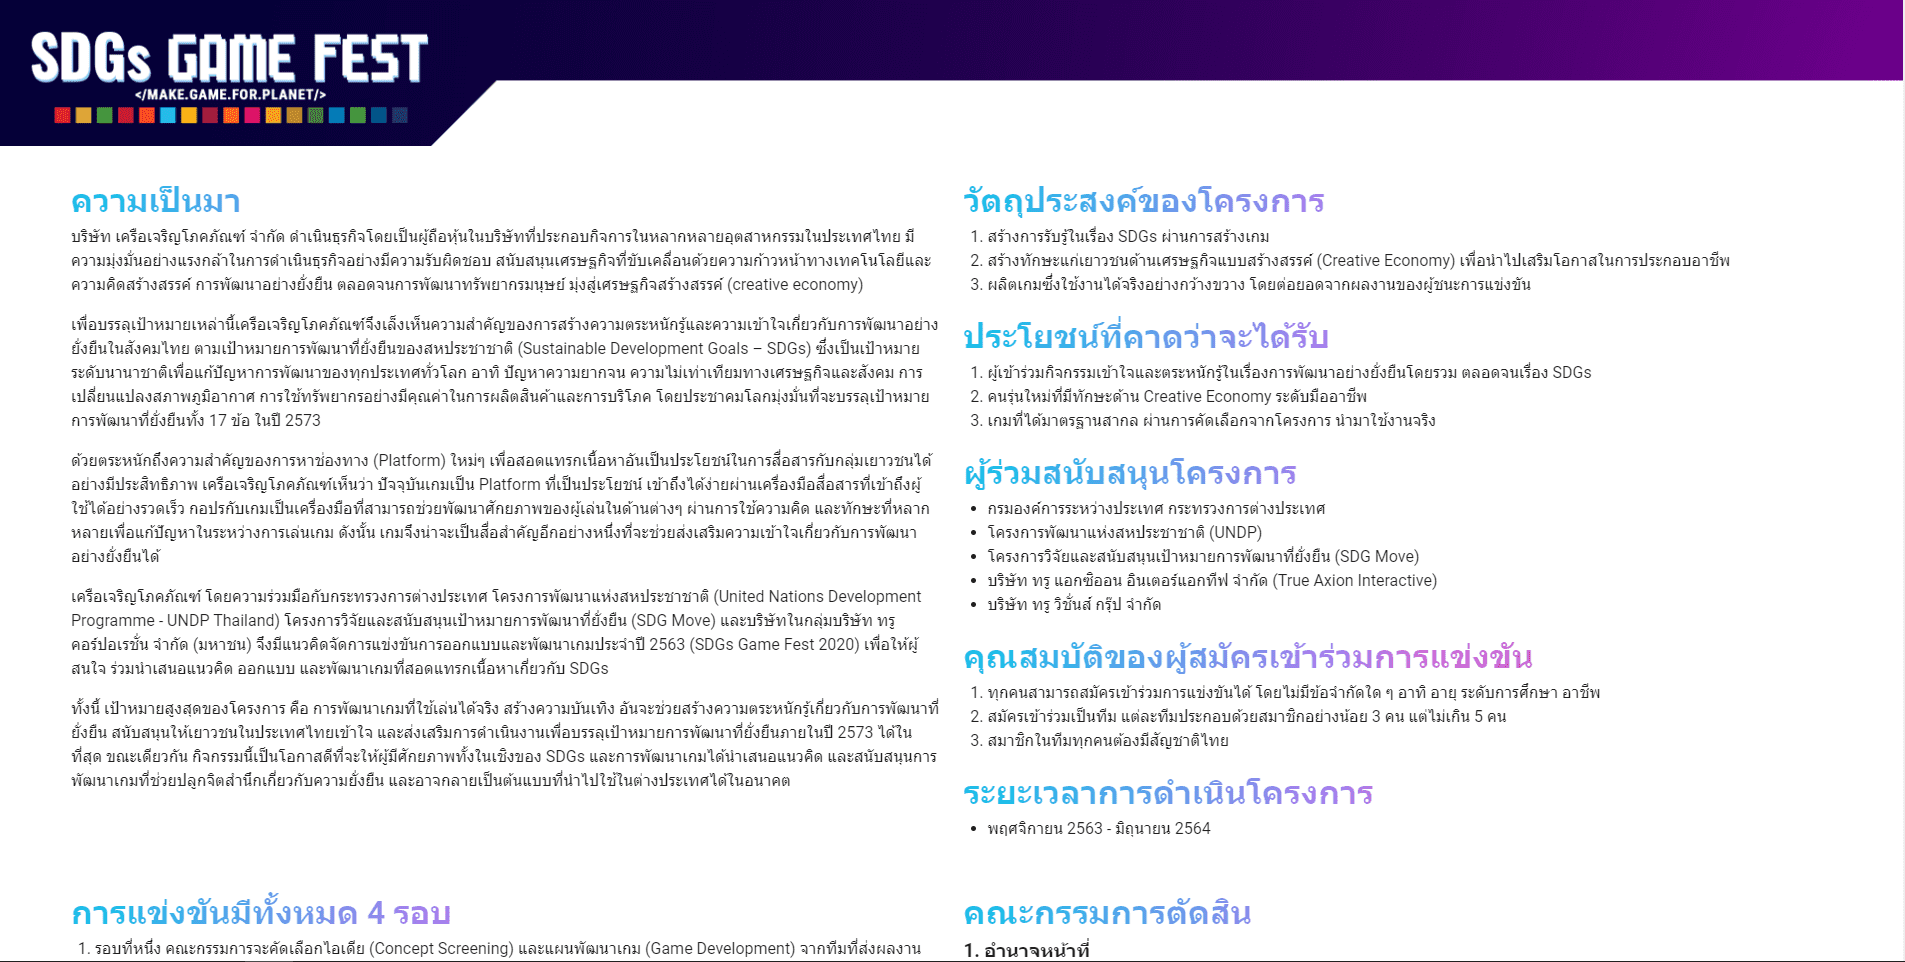 SDGs GAME FEST
</MAKE.GAME.FOR.PLANET/>
ความเป็นมา
บริษัท เครือเจริญโภคภัณฑ์ จำกัด ดำเนินธุรกิจโดยเป็นผู้ถือหุ้นในบริษัทที่ประกอบกิจการในหลากหลายอุตสาหกรรมในประเทศไทย มี
ความมุ่งมั่นอย่างแรงกล้าในการดำเนินธุรกิจอย่างมีความรับผิดชอบ สนับสนุนเศรษฐกิจที่ขับเคลื่อนด้วยความก้าวหน้าทางเทคโนโลยีและ
ความคิดสร้างสรรค์ การพัฒนาอย่างยั่งยืน ตลอดจนการพัฒนาทรัพยากรมนุษย์ มุ่งสู่เศรษฐกิจสร้างสรรค์ (creative economy)
เพื่อบรรลุเป้าหมายเหล่านี้เครือเจริญโภคภัณฑ์จึงเล็งเห็นความสำคัญของการสร้างความตระหนักรู้และความเข้าใจเกี่ยวกับการพัฒนาอย่าง
ยั่งยืนในสังคมไทย ตามเป้าหมายการพัฒนาที่ยั่งยืนของสหประชาชาติ (Sustainable Development Goals – SDGs) ซึ่งเป็นเป้าหมาย
ระดับนานาชาติเพื่อแก้ปัญหาการพัฒนาของทุกประเทศทั่วโลก อาทิ ปัญหาความยากจน ความไม่เท่าเทียมทางเศรษฐกิจและสังคม การ
เปลี่ยนแปลงสภาพภูมิอากาศ การใช้ทรัพยากรอย่างมีคุณค่าในการผลิตสินค้าและการบริโภค โดยประชาคมโลกมุ่งมั่นที่จะบรรลุเป้าหมาย
การพัฒนาที่ยั่งยืนทั้ง 17 ข้อ ในปี 2573
ด้วยตระหนักถึงความสำคัญของการหาช่องทาง (Platform) ใหม่ๆ เพื่อสอดแทรกเนื้อหาอันเป็นประโยชน์ในการสื่อสารกับกลุ่มเยาวชนได้
อย่างมีประสิทธิภาพ เครือเจริญโภคภัณฑ์เห็นว่า ปัจจุบันเกมเป็น Platform ที่เป็นประโยชน์ เข้าถึงได้ง่ายผ่านเครื่องมือสื่อสารที่เข้าถึงผู้
ใช้ได้อย่างรวดเร็ว กอปรกับเกมเป็นเครื่องมือที่สามารถช่วยพัฒนาศักยภาพของผู้เล่นในด้านต่างๆ ผ่านการใช้ความคิด และทักษะที่หลาก
หลายเพื่อแก้ปัญหาในระหว่างการเล่นเกม ดังนั้น เกมจึงน่าจะเป็นสื่อสำคัญอีกอย่างหนึ่งที่จะช่วยส่งเสริมความเข้าใจเกี่ยวกับการพัฒนา
อย่างยั่งยืนได้
เครือเจริญโภคภัณฑ์ โดยความร่วมมือกับกระทรวงการต่างประเทศ โครงการพัฒนาแห่งสหประชาชาติ (United Nations Development
Programme - UNDP Thailand) โครงการวิจัยและสนับสนุนเป้าหมายการพัฒนาที่ยั่งยืน (SDG Move) และบริษัทในกลุ่มบริษัท ทรู
คอร์ปอเรชั่น จำกัด (มหาชน) จึงมีแนวคิดจัดการแข่งขันการออกแบบและพัฒนาเกมประจำปี 2563 (SDGs Game Fest 2020) เพื่อให้ผู้
สนใจ ร่วมนำเสนอแนวคิด ออกแบบ และพัฒนาเกมที่สอดแทรกเนื้อหาเกี่ยวกับ SDGs
ทั้งนี้ เป้าหมายสูงสุดของโครงการ คือ การพัฒนาเกมที่ใช้เล่นได้จริง สร้างความบันเทิง อันจะช่วยสร้างความตระหนักรู้เกี่ยวกับการพัฒนาที่
ยั่งยืน สนับสนุนให้เยาวชนในประเทศไทยเข้าใจ และส่งเสริมการดำเนินงานเพื่อบรรลุเป้าหมายการพัฒนาที่ยั่งยืนภายในปี 2573 ได้ใน
ที่สุด ขณะเดียวกัน กิจกรรมนี้เป็นโอกาสดีที่จะให้ผู้มีศักยภาพทั้งในเชิงของ SDGs และการพัฒนาเกมได้นำเสนอแนวคิด และสนับสนุนการ
พัฒนาเกมที่ช่วยปลูกจิตสำนึกเกี่ยวกับความยั่งยืน และอาจกลายเป็นต้นแบบที่นำไปใช้ในต่างประเทศได้ในอนาคต
วัตถุประสงค์ของโครงการ
1. สร้างการรับรู้ในเรื่อง SDGs ผ่านการสร้างเกม
2. สร้างทักษะแก่เยาวชนด้านเศรษฐกิจแบบสร้างสรรค์ (Creative Economy) เพื่อนำไปเสริมโอกาสในการประกอบอาชีพ
3. ผลิตเกมซึ่งใช้งานได้จริงอย่างกว้างขวาง โดยต่อยอดจากผลงานของผู้ชนะการแข่งขัน
ประโยชน์ที่คาดว่าจะได้รับ
1. ผู้เข้าร่วมกิจกรรมเข้าใจและตระหนักรู้ในเรื่องการพัฒนาอย่างยั่งยืนโดยรวม ตลอดจนเรื่อง SDGs
2. คนรุ่นใหม่ที่มีทักษะด้าน Creative Economy ระดับมืออาชีพ
3. เกมที่ได้มาตรฐานสากล ผ่านการคัดเลือกจากโครงการ นำมาใช้งานจริง
ผู้ร่วมสนับสนุนโครงการ
• กรมองค์การระหว่างประเทศ กระทรวงการต่างประเทศ
• โครงการพัฒนาแห่งสหประชาชาติ (UNDP)
• โครงการวิจัยและสนับสนุนเป้าหมายการพัฒนาที่ยั่งยืน (SDG Move)
• บริษัท ทรู แอกซิออน อินเตอร์แอกทีฟ จำกัด (True Axion Interactive)
• บริษัท ทรู วิชั่นส์ กรุ๊ป จำกัด
คุณสมบัติของผู้สมัครเข้าร่วมการแข่งขัน
1. ทุกคนสามารถสมัครเข้าร่วมการแข่งขันได้ โดยไม่มีข้อจำกัดใด ๆ อาทิ อายุ ระดับการศึกษา อาชีพ
2. สมัครเข้าร่วมเป็นทีม แต่ละทีมประกอบด้วยสมาชิกอย่างน้อย 3 คน แต่ไม่เกิน 5 คน
3. สมาชิกในทีมทุกคนต้องมีสัญชาติไทย
ระยะเวลาการดำเนินโครงการ
• พฤศจิกายน 2563 - มิถุนายน 2564
การแข่งขันมีทั้งหมด 4 รอบ
1. รอบที่หนึ่ง คณะกรรมการจะคัดเลือกไอเดีย (Concept Screening) และแผนพัฒนาเกม (Game Development) จากทีมที่ส่งผลงาน
คณะกรรมการตัดสิน
1. อำนาจหน้าที่